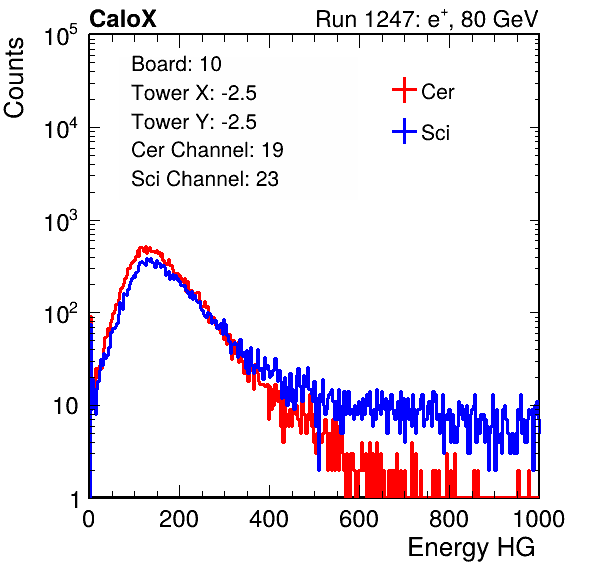 CaloX Run 1247: e⁺, 80 GeV
Counts
Board: 10
Tower X: -2.5
Tower Y: -2.5
Cer Channel: 19
Sci Channel: 23
Cer
Sci
10⁵
10⁴
10³
10²
10
1
0 200 400 600 800 1000
Energy HG